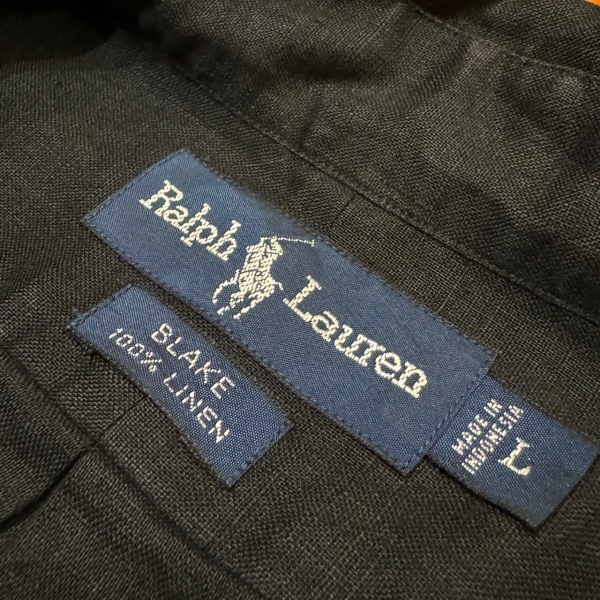 Ralph Lauren
BLAKE
100% LINEN
MADE IN
INDONESIA
L